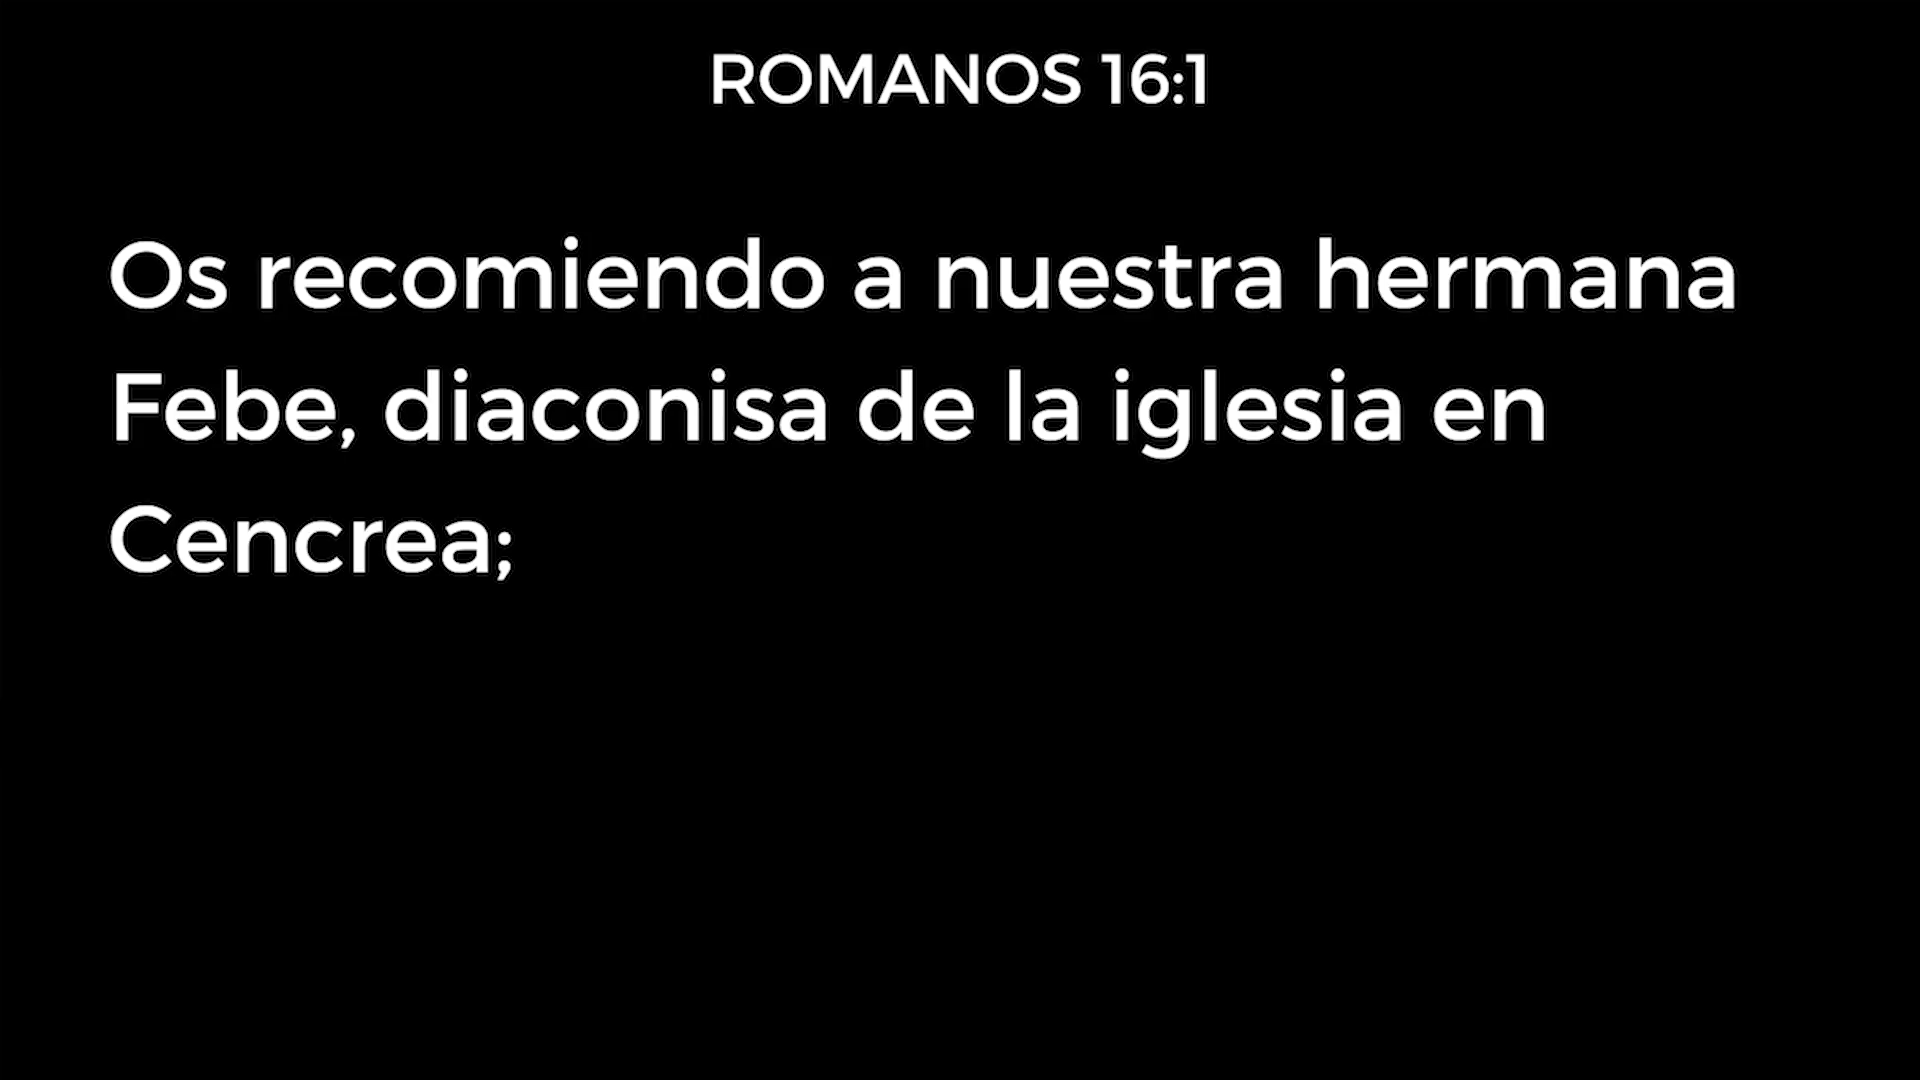 ROMANOS 16:1
Os recomiendo a nuestra hermana
Febe, diaconisa de la iglesia en
Cencrea;